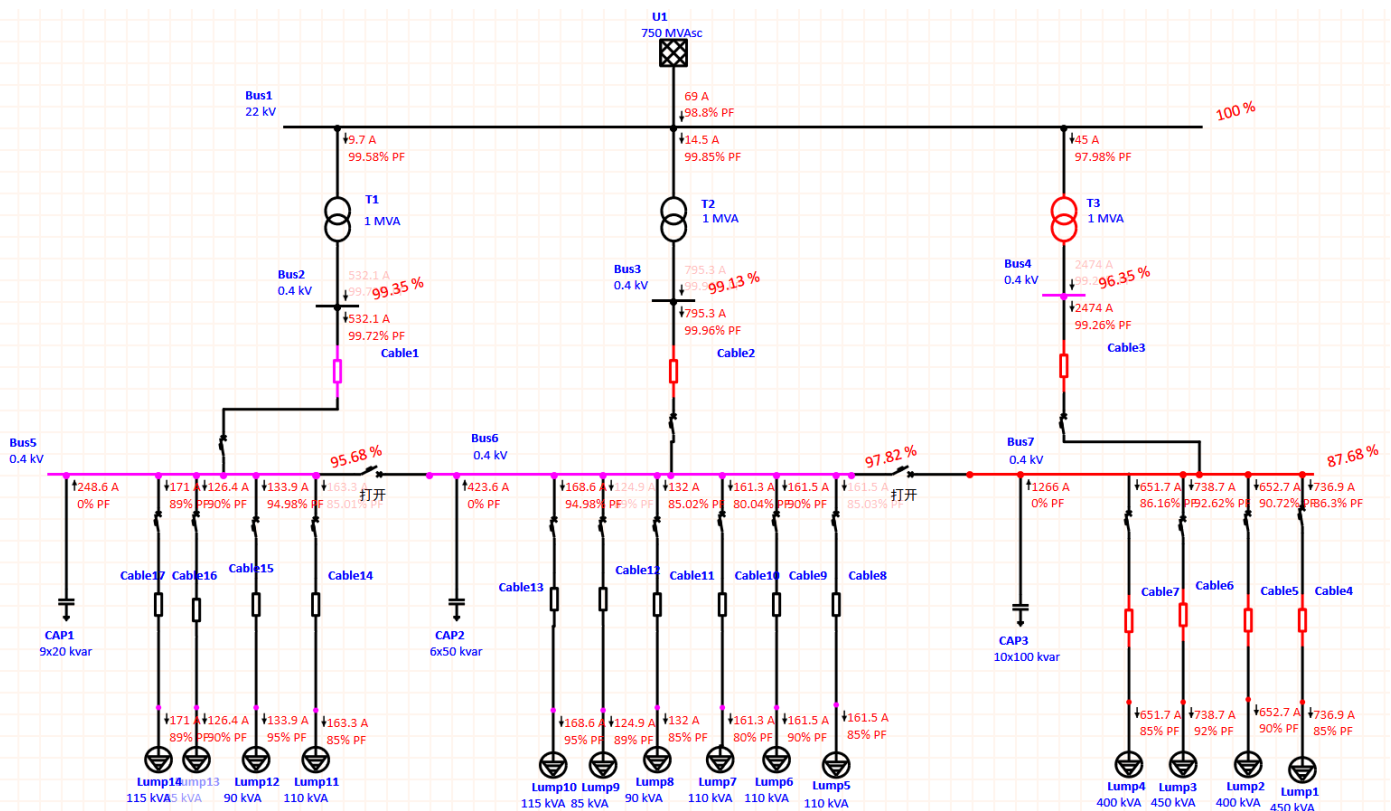 U1
750 MVAsc
Bus1
22 kV
69 A
98.8% PF
100 %
9.7 A
99.58% PF
14.5 A
99.85% PF
45 A
97.98% PF
T1
1 MVA
T2
1 MVA
T3
1 MVA
Bus2
0.4 kV
532.1 A
99.35 %
Bus3
0.4 kV
795.3 A
99.13 %
Bus4
0.4 kV
2474 A
96.35 %
532.1 A
99.72% PF
795.3 A
99.96% PF
2474 A
99.26% PF
Cable1
Cable2
Cable3
Bus5
0.4 kV
95.68 %
打开
Bus6
0.4 kV
97.82 %
打开
Bus7
0.4 kV
87.68 %
248.6 A
0% PF
171 A
89% PF
126.4 A
90% PF
133.9 A
94.98% PF
163.3 A
85.01% PF
423.6 A
0% PF
168.6 A
94.98% PF
124.9 A
132 A
85.02% PF
161.3 A
80.04% PF
161.5 A
90% PF
161.5 A
85.03% PF
1266 A
0% PF
651.7 A
86.16% PF
738.7 A
92.62% PF
652.7 A
90.72% PF
736.9 A
86.3% PF
Cable17
Cable16
Cable15
Cable14
Cable13
Cable12
Cable11
Cable10
Cable9
Cable8
Cable7
Cable6
Cable5
Cable4
CAP1
9x20 kvar
CAP2
6x50 kvar
CAP3
10x100 kvar
171 A
89% PF
126.4 A
90% PF
133.9 A
95% PF
163.3 A
85% PF
168.6 A
95% PF
124.9 A
89% PF
132 A
85% PF
161.3 A
80% PF
161.5 A
90% PF
161.5 A
85% PF
651.7 A
85% PF
738.7 A
92% PF
652.7 A
90% PF
736.9 A
85% PF
Lump14
115 kVA
Lump12
90 kVA
Lump11
110 kVA
Lump10
115 kVA
Lump9
85 kVA
Lump8
90 kVA
Lump7
110 kVA
Lump6
110 kVA
Lump5
110 kVA
Lump4
400 kVA
Lump3
450 kVA
Lump2
400 kVA
Lump1
450 kVA